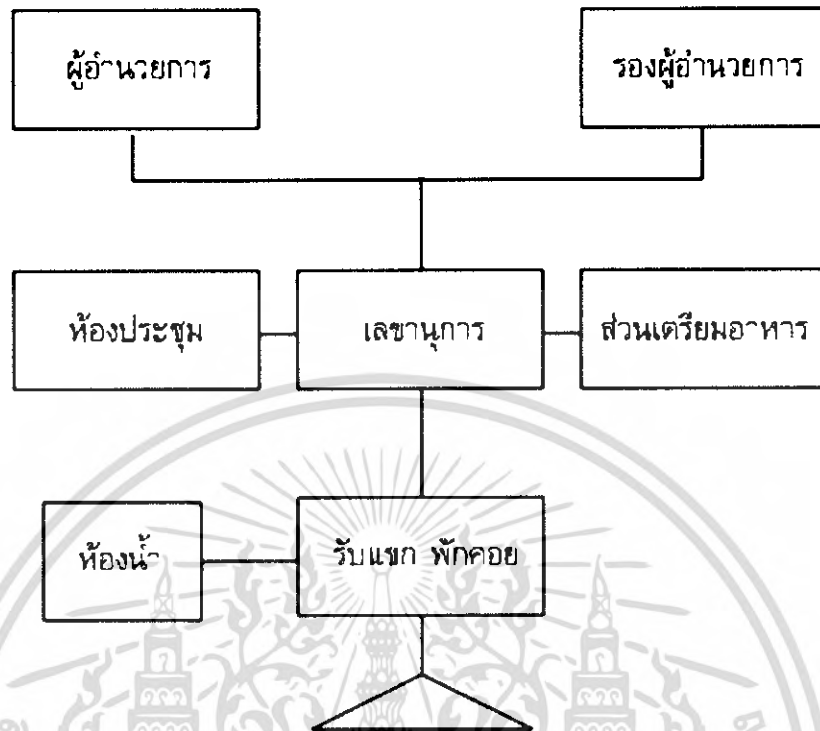 ผู้อำนวยการ
รองผู้อำนวยการ
ห้องประชุม
เลขานุการ
ส่วนเตรียมอาหาร
ห้องน้ำ
รับแขก พักคอย